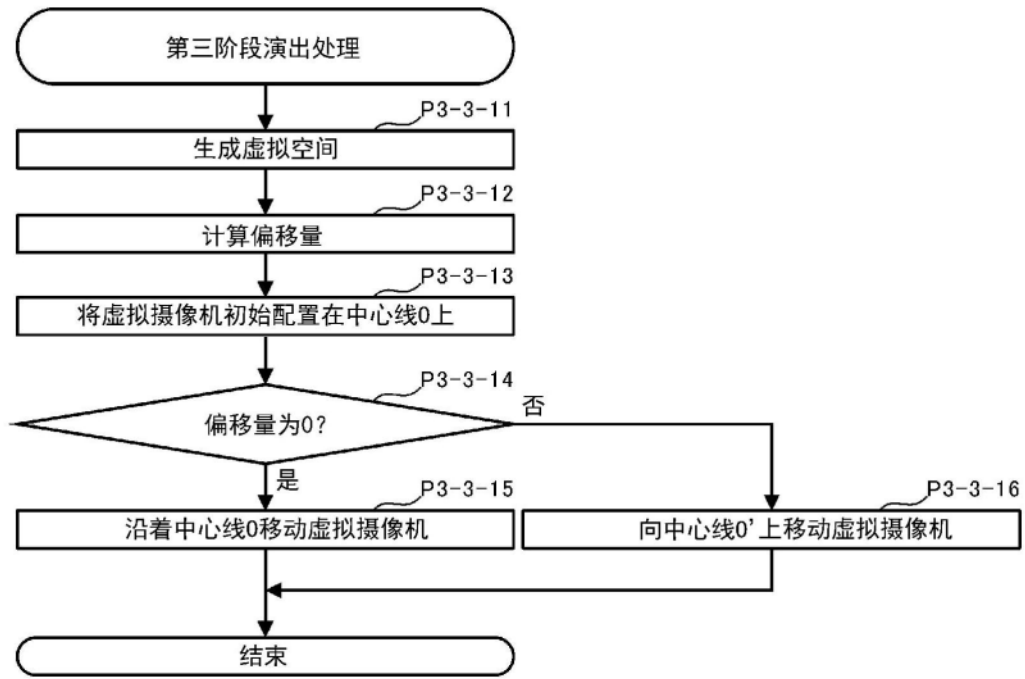 第三阶段演出处理
P3-3-11
生成虚拟空间
P3-3-12
计算偏移量
P3-3-13
将虚拟摄像机初始配置在中心线0上
P3-3-14
偏移量为0?
否
是
P3-3-15
沿着中心线0移动虚拟摄像机
P3-3-16
向中心线0'上移动虚拟摄像机
结束